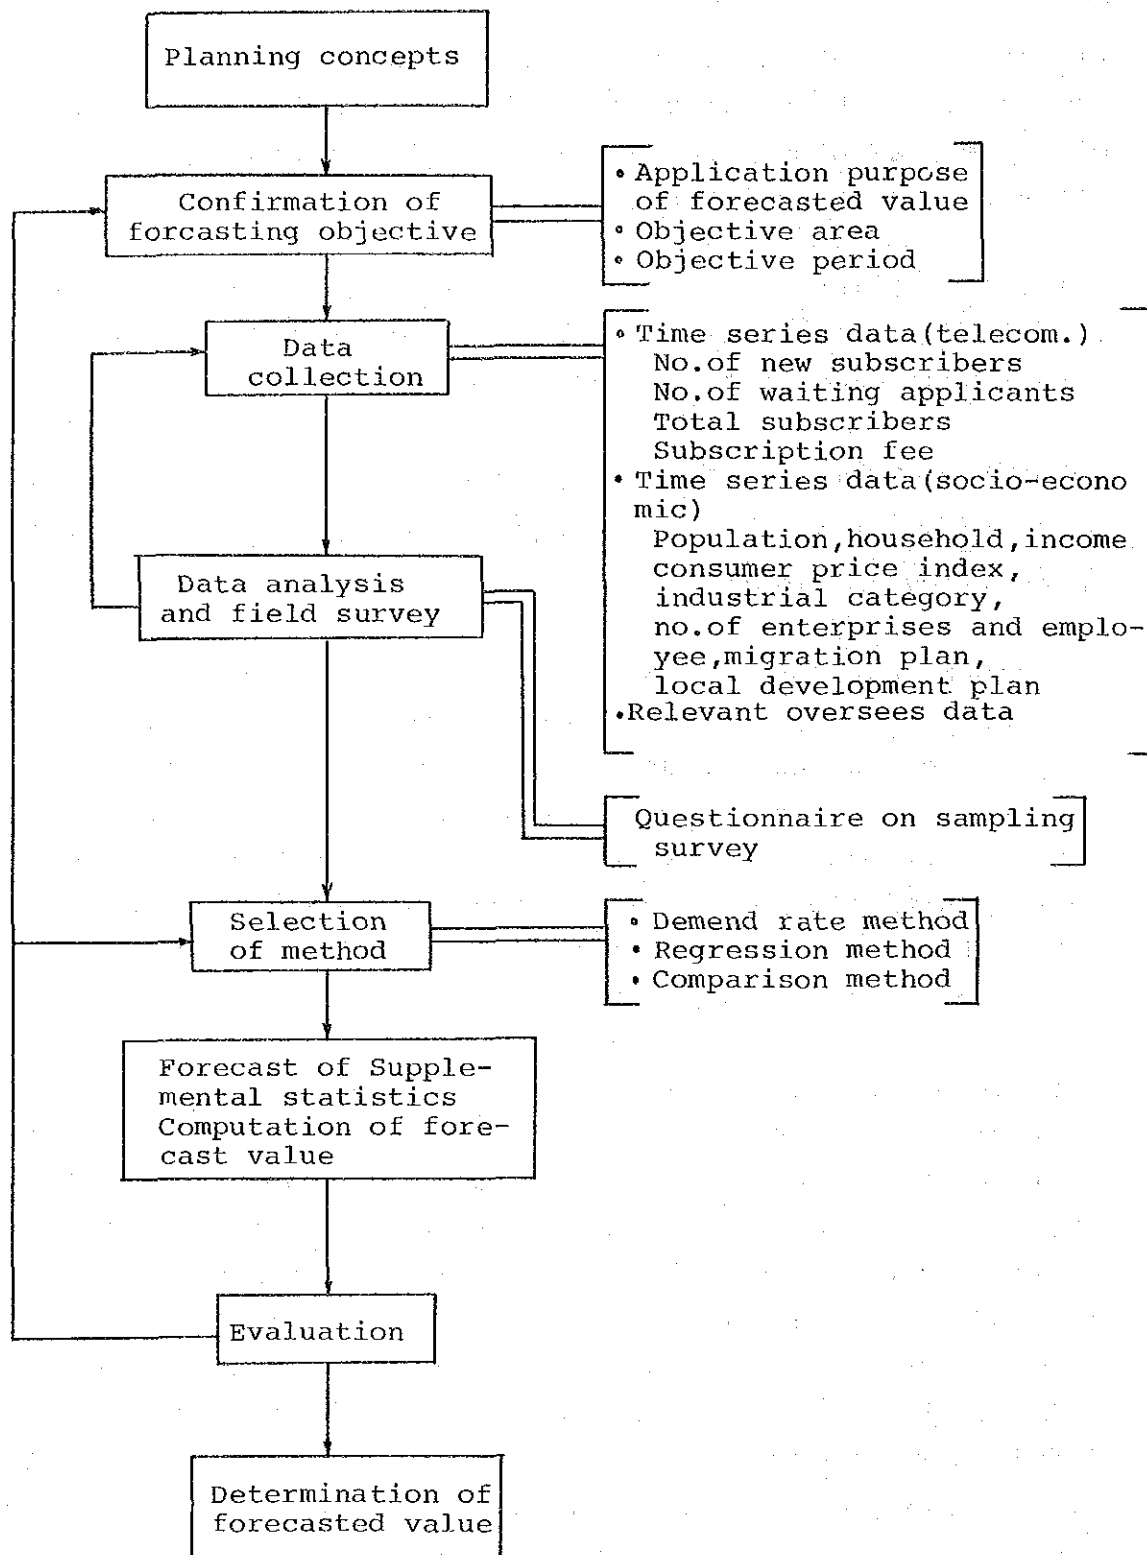 Planning concepts
Confirmation of
forcasting objective
• Application purpose
of forecasted value
• Objective area
• Objective period
Data
collection
• Time series data(telecom.)
No.of new subscribers
No.of waiting applicants
Total subscribers
Subscription fee
• Time series data(socio-econo
mic)
Population,household,income
consumer price index,
industrial category,
no.of enterprises and emplo-
yee,migration plan,
local development plan
•Relevant oversees data
Data analysis
and field survey
Questionnaire on sampling
survey
Selection
of method
• Demend rate method
• Regression method
• Comparison method
Forecast of Supple-
mental statistics
Computation of fore-
cast value
Evaluation
Determination of
forecasted value